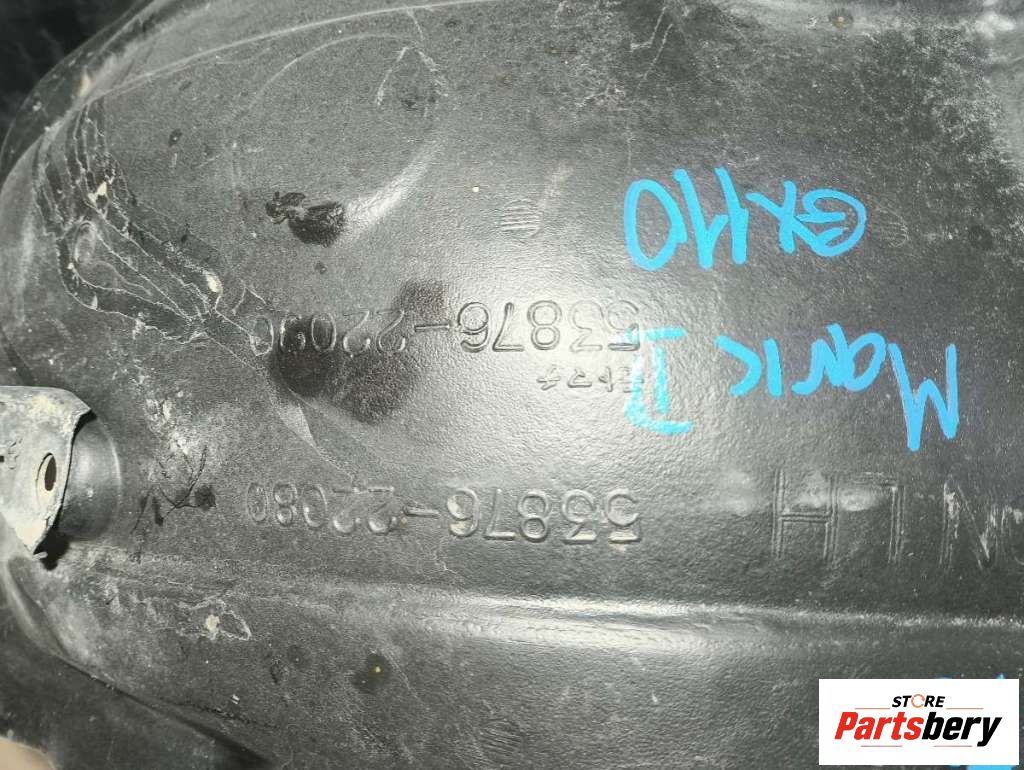 LH
53876-22080
Mark II
53876-22090
GX110
STORE
Partsbery